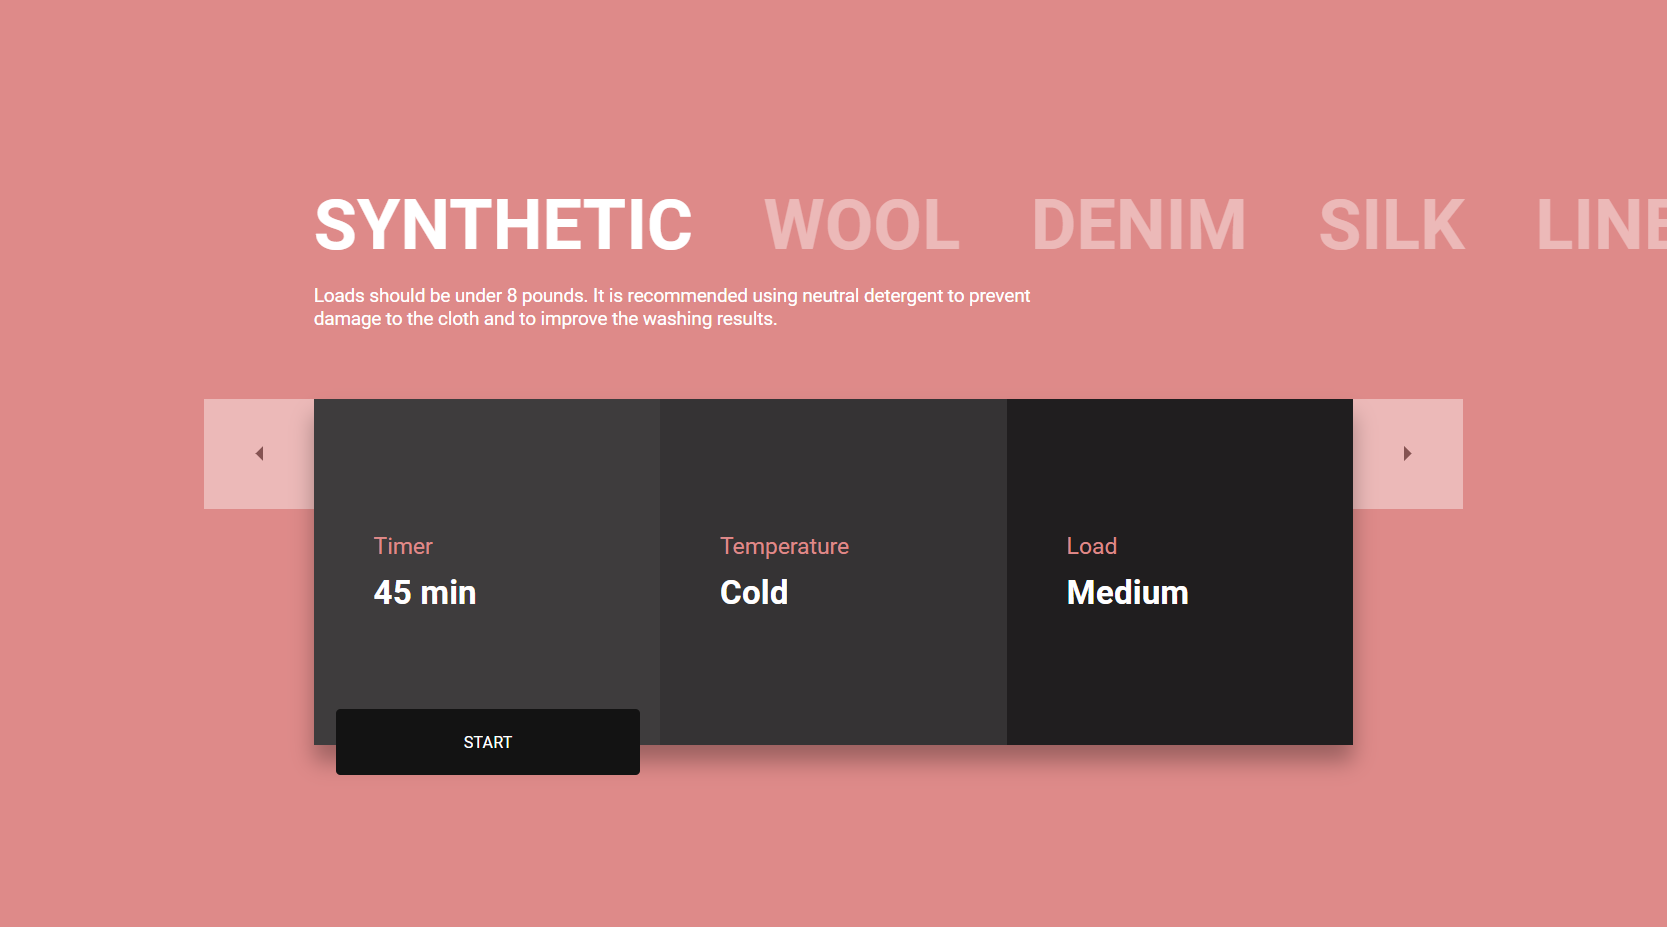 SYNTHETIC WOOL DENIM SILK LINE
Loads should be under 8 pounds. It is recommended using neutral detergent to prevent
damage to the cloth and to improve the washing results.
Timer Temperature Load
45 min Cold Medium
START